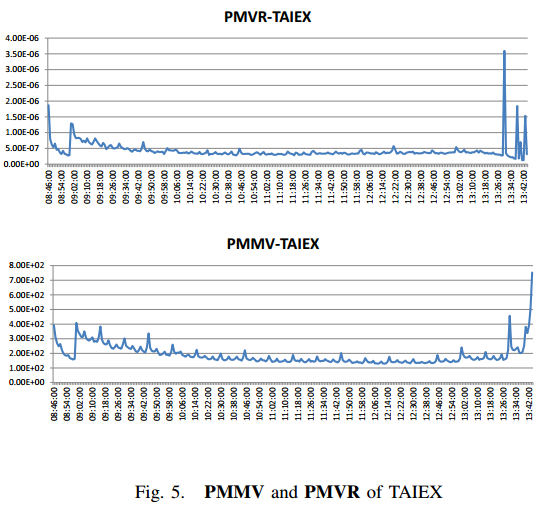 PMVR-TAIEX
4.00E-06
3.50E-06
3.00E-06
2.50E-06
2.00E-06
1.50E-06
1.00E-06
5.00E-07
0.00E+00
08:46:00 08:54:00 09:02:00 09:10:00 09:18:00 09:26:00 09:34:00 09:42:00 09:50:00 09:58:00 10:06:00 10:14:00 10:22:00 10:30:00 10:38:00 10:46:00 10:54:00 11:02:00 11:10:00 11:18:00 11:26:00 11:34:00 11:42:00 11:50:00 11:58:00 12:06:00 12:14:00 12:22:00 12:30:00 12:38:00 12:46:00 12:54:00 13:02:00 13:10:00 13:18:00 13:26:00 13:34:00 13:42:00
PMMV-TAIEX
8.00E+02
7.00E+02
6.00E+02
5.00E+02
4.00E+02
3.00E+02
2.00E+02
1.00E+02
0.00E+00
08:46:00 08:54:00 09:02:00 09:10:00 09:18:00 09:26:00 09:34:00 09:42:00 09:50:00 09:58:00 10:06:00 10:14:00 10:22:00 10:30:00 10:38:00 10:46:00 10:54:00 11:02:00 11:10:00 11:18:00 11:26:00 11:34:00 11:42:00 11:50:00 11:58:00 12:06:00 12:14:00 12:22:00 12:30:00 12:38:00 12:46:00 12:54:00 13:02:00 13:10:00 13:18:00 13:26:00 13:34:00 13:42:00
Fig. 5. PMMV and PMVR of TAIEX